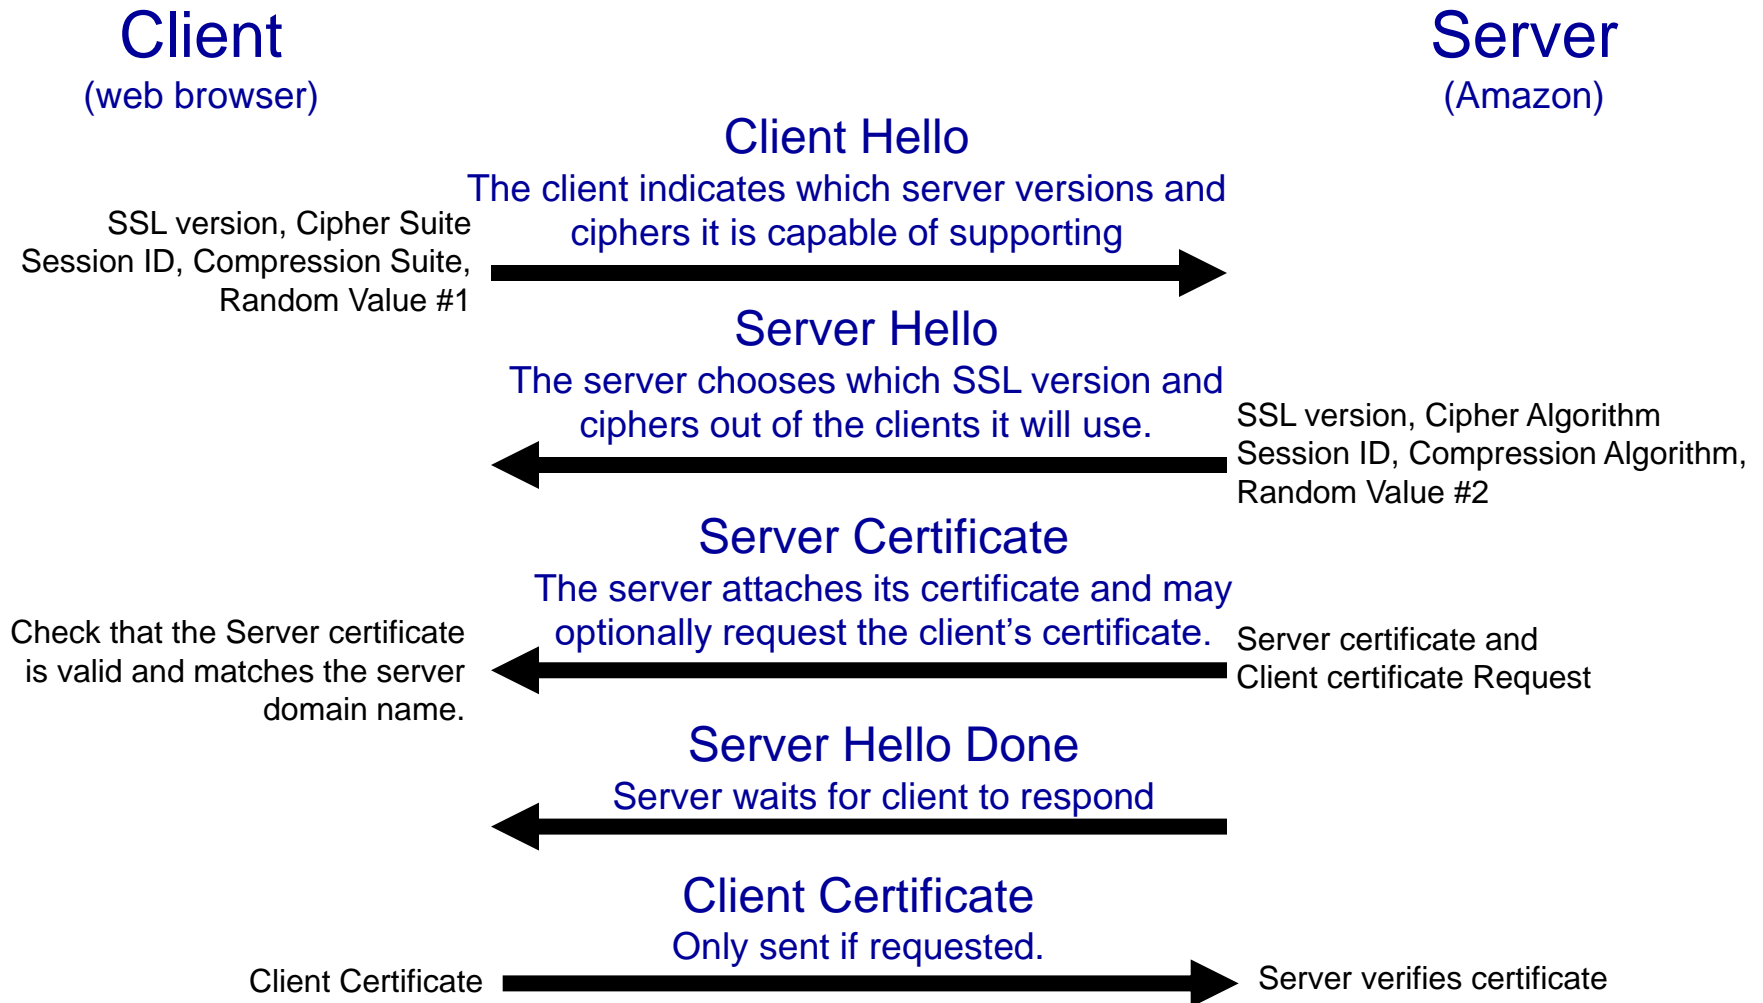 Client
(web browser)
Server
(Amazon)
Client Hello
The client indicates which server versions and
ciphers it is capable of supporting
SSL version, Cipher Suite
Session ID, Compression Suite,
Random Value #1
Server Hello
The server chooses which SSL version and
ciphers out of the clients it will use.
SSL version, Cipher Algorithm
Session ID, Compression Algorithm,
Random Value #2
Server Certificate
The server attaches its certificate and may
optionally request the client’s certificate.
Check that the Server certificate
is valid and matches the server
domain name.
Server certificate and
Client certificate Request
Server Hello Done
Server waits for client to respond
Client Certificate
Only sent if requested.
Client Certificate
Server verifies certificate